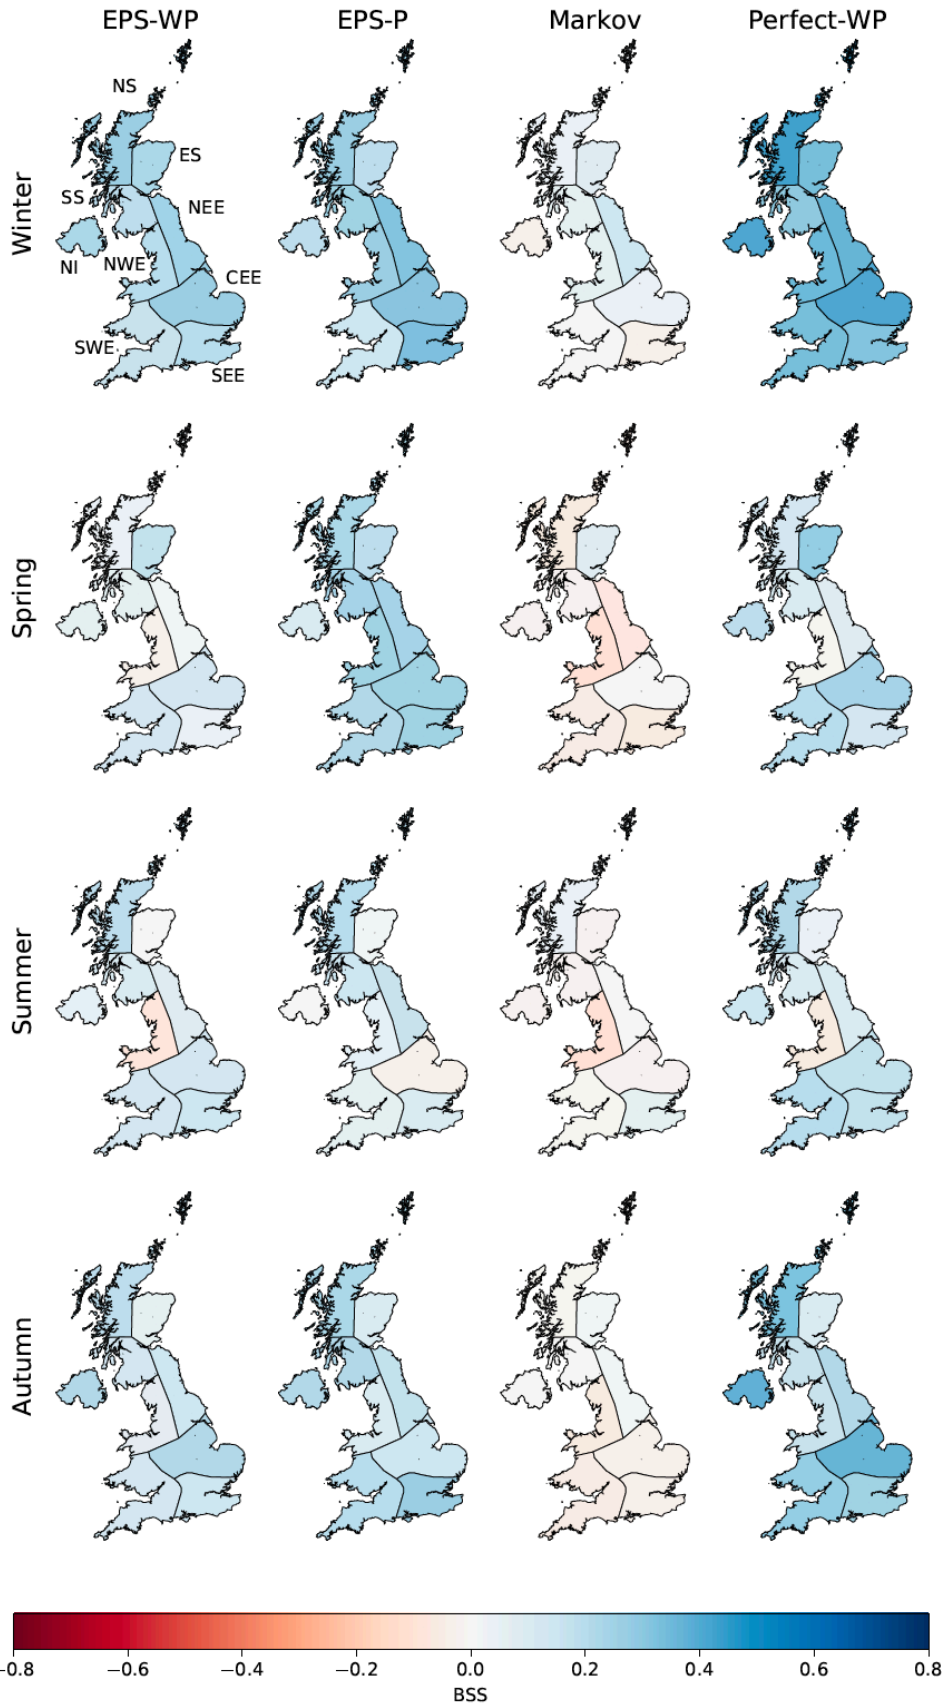 EPS-WP EPS-P Markov Perfect-WP
Winter
NS
ES
SS
NEE
NI
NWE
CEE
SWE
SEE
Spring
Summer
Autumn
−0.8 −0.6 −0.4 −0.2 0.0 0.2 0.4 0.6 0.8
BSS